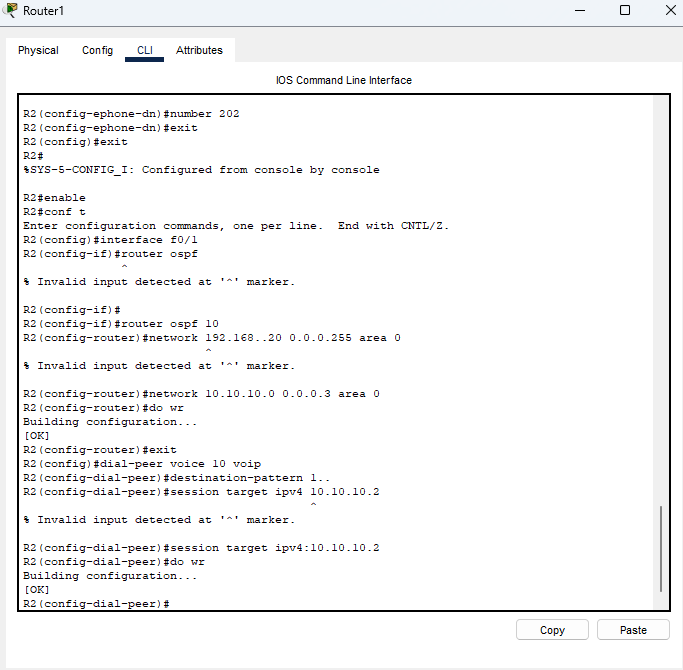 Router1
Physical Config CLI Attributes
IOS Command Line Interface
R2(config-ephone-dn)#number 202
R2(config-ephone-dn)#exit
R2(config)#exit
R2#
%SYS-5-CONFIG_I: Configured from console by console
R2#enable
R2#conf t
Enter configuration commands, one per line.  End with CNTL/Z.
R2(config)#interface f0/1
R2(config-if)#router ospf
^
% Invalid input detected at '^' marker.
R2(config-if)#
R2(config-if)#router ospf 10
R2(config-router)#network 192.168..20 0.0.0.255 area 0
^
% Invalid input detected at '^' marker.
R2(config-router)#network 10.10.10.0 0.0.0.3 area 0
R2(config-router)#do wr
Building configuration...
[OK]
R2(config-router)#exit
R2(config)#dial-peer voice 10 voip
R2(config-dial-peer)#destination-pattern 1..
R2(config-dial-peer)#session target ipv4 10.10.10.2
^
% Invalid input detected at '^' marker.
R2(config-dial-peer)#session target ipv4:10.10.10.2
R2(config-dial-peer)#do wr
Building configuration...
[OK]
R2(config-dial-peer)#
Copy Paste